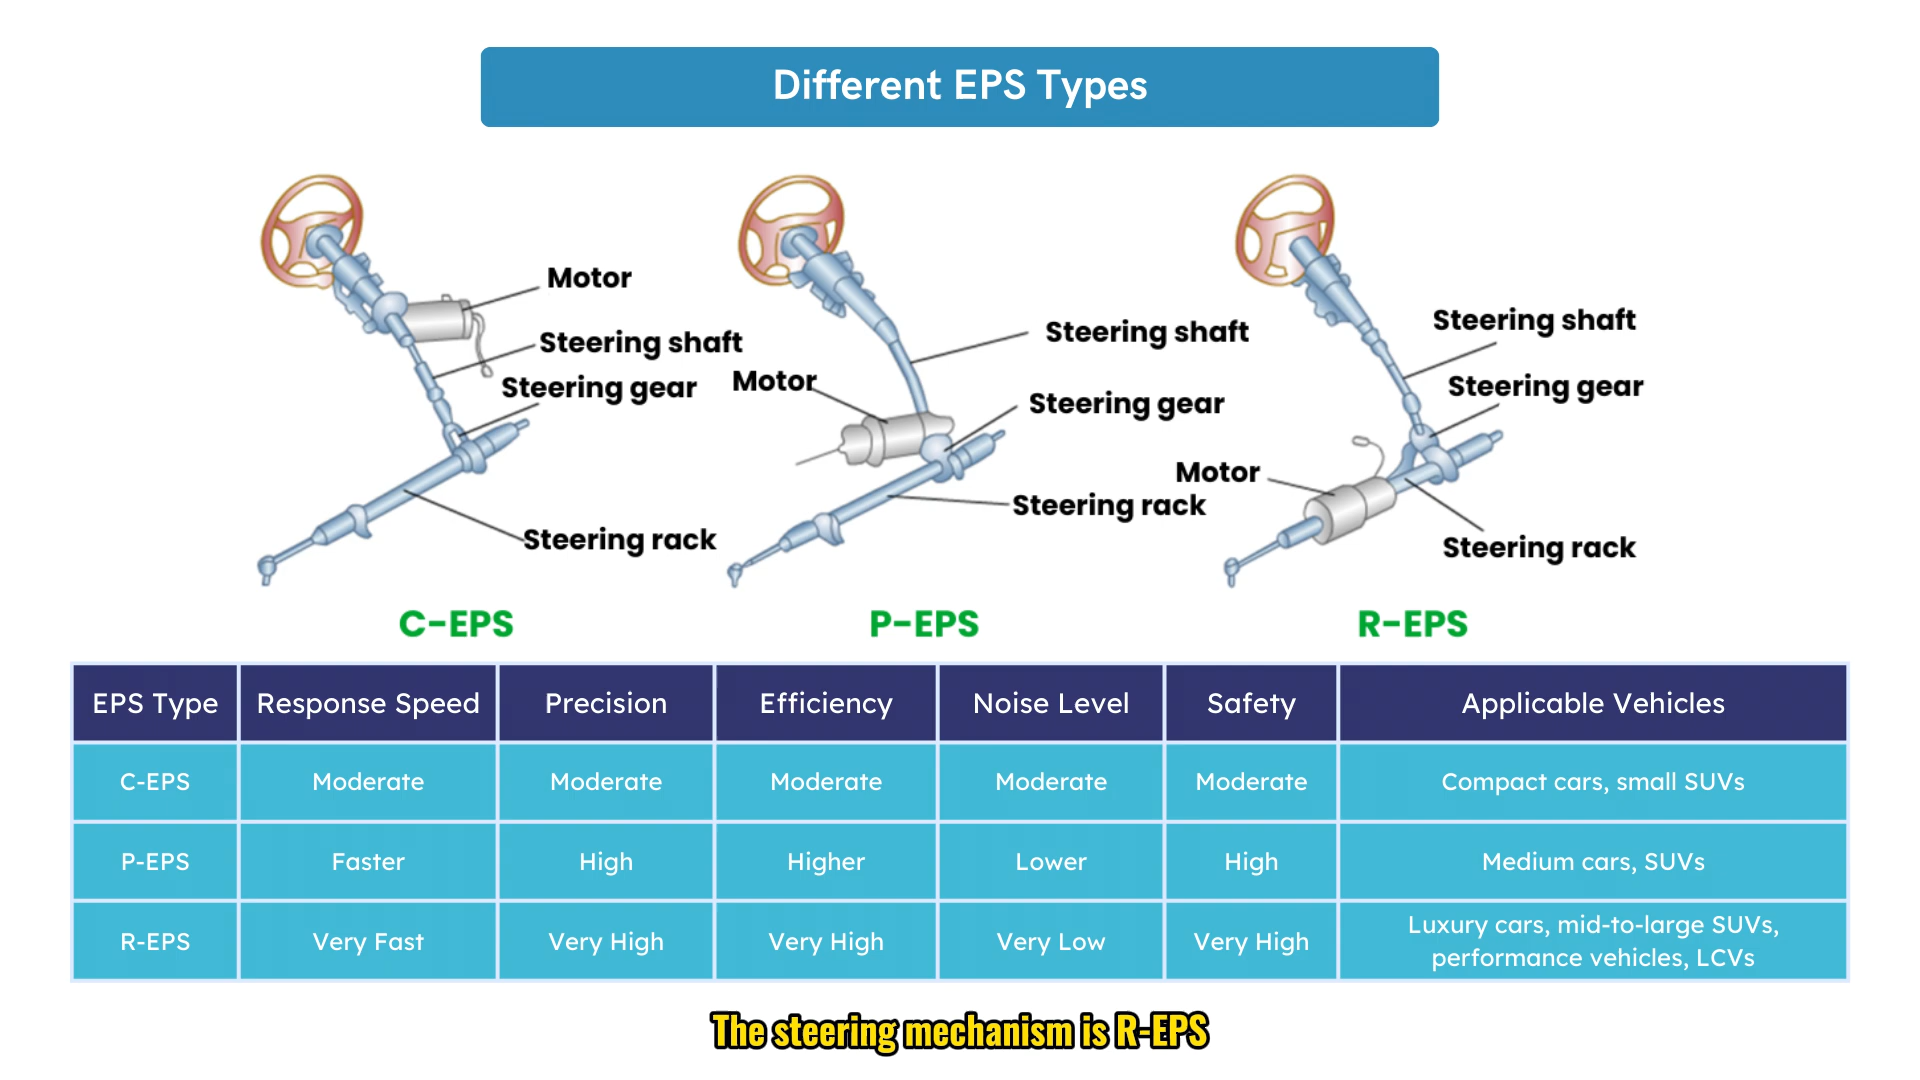 Different EPS Types
Motor
Steering shaft
Steering gear
Steering rack
C-EPS
Steering shaft
Motor
Steering gear
Steering rack
P-EPS
Steering shaft
Steering gear
Motor
Steering rack
R-EPS
EPS Type Response Speed Precision Efficiency Noise Level Safety Applicable Vehicles
C-EPS Moderate Moderate Moderate Moderate Moderate Compact cars, small SUVs
P-EPS Faster High Higher Lower High Medium cars, SUVs
R-EPS Very Fast Very High Very High Very Low Very High Luxury cars, mid-to-large SUVs,
performance vehicles, LCVs
The steering mechanism is R-EPS